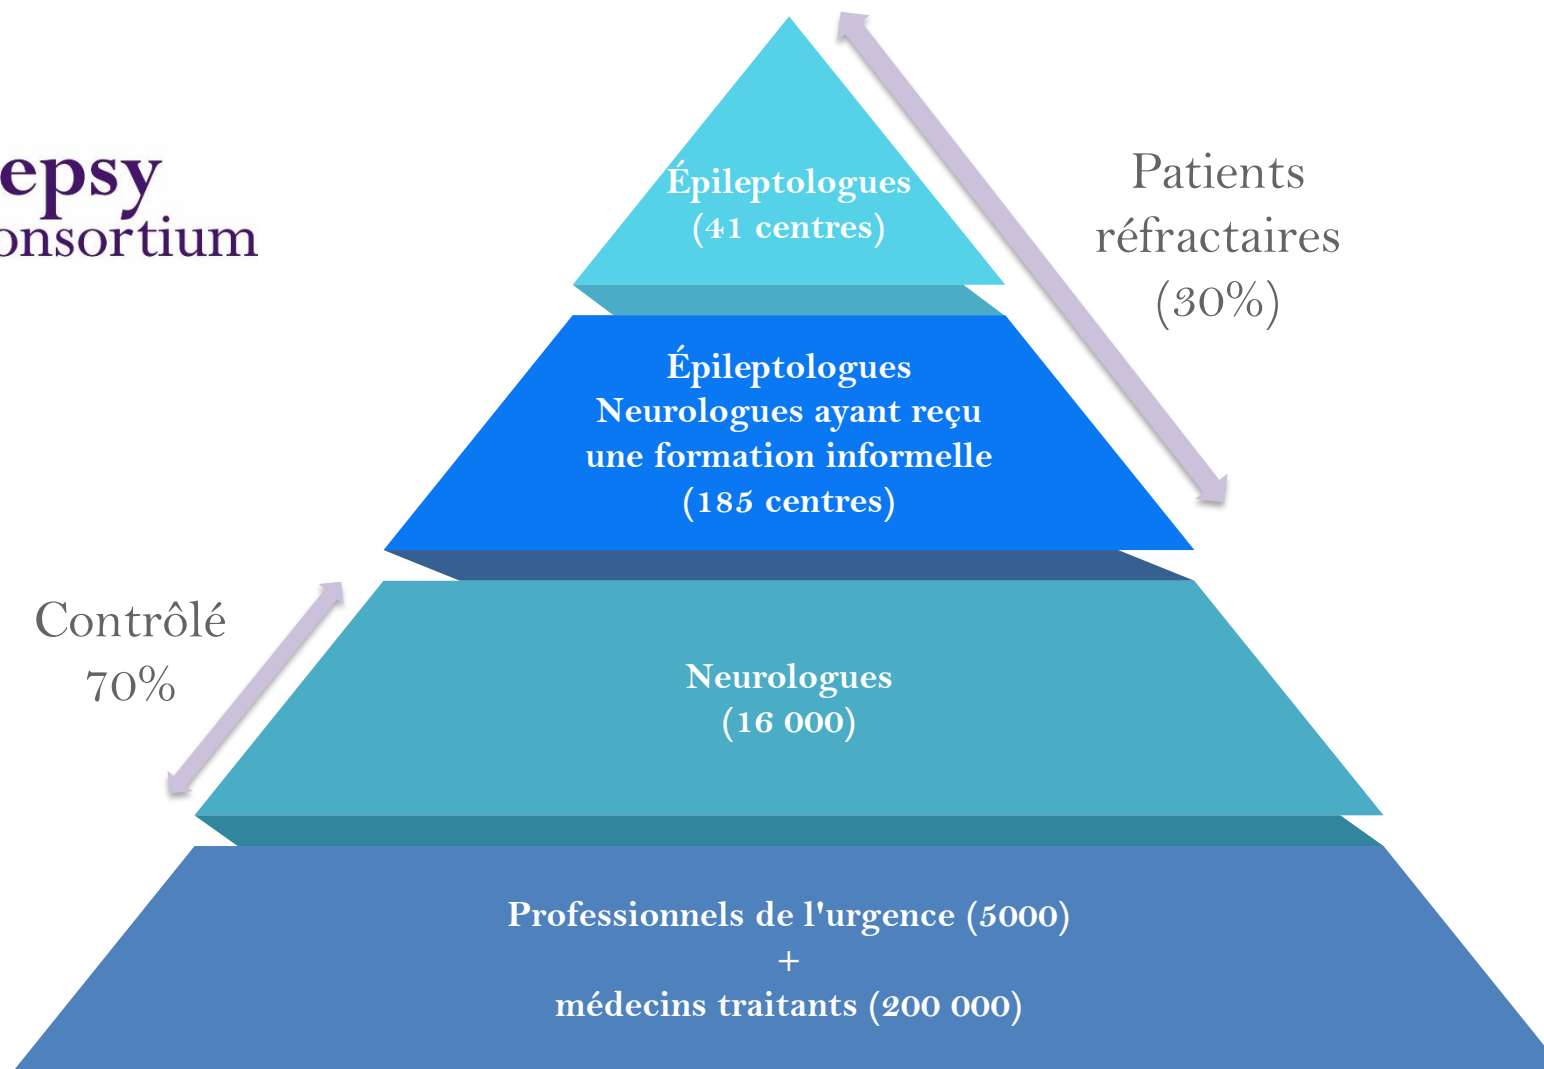 epsy
onsortium
Épileptologues
(41 centres)
Patients
réfractaires
(30%)
Épileptologues
Neurologues ayant reçu
une formation informelle
(185 centres)
Contrôlé
70%
Neurologues
(16 000)
Professionnels de l'urgence (5000)
+
médecins traitants (200 000)